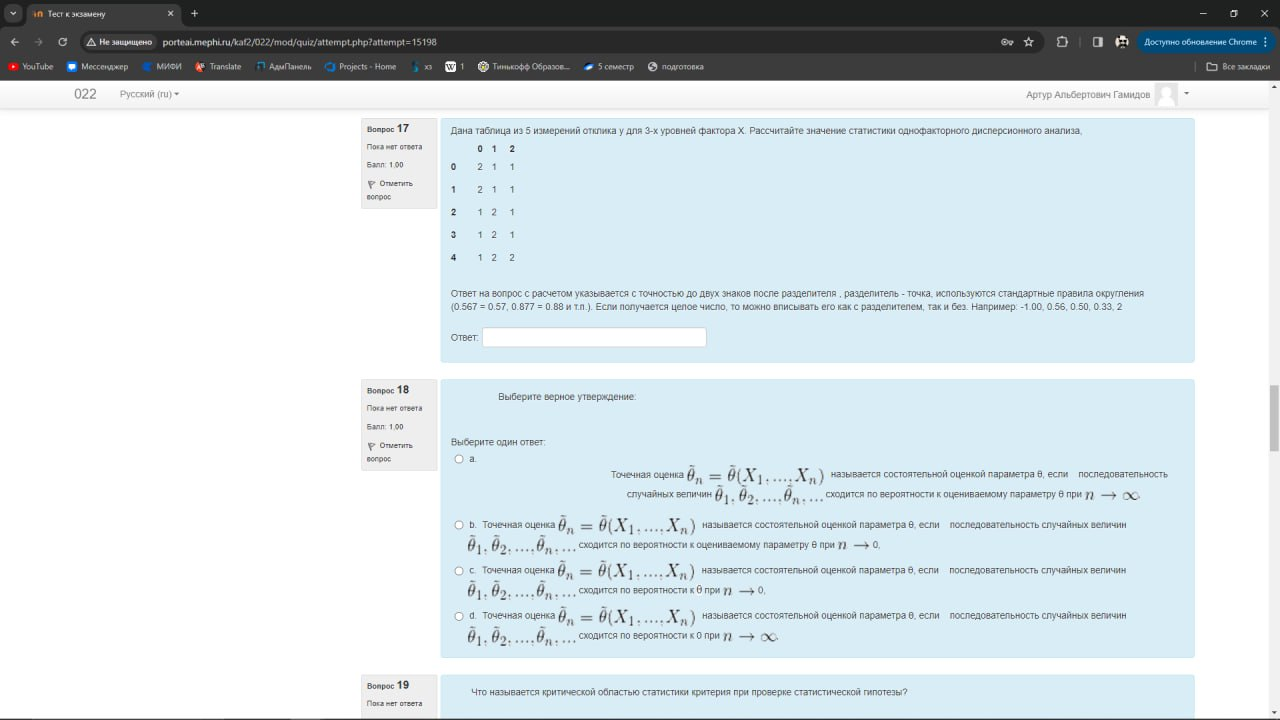 Тест к экзамену
Не защищено porteai.mephi.ru/kaf2/022/mod/quiz/attempt.php?attempt=15198 Доступно обновление Chrome
YouTube Мессенджер МИФИ Translate АдмПанель Projects - Home хз 1 Тинькофф Образов... 5 семестр подготовка Все закладки
022 Русский (ru) Артур Альбертович Гамидов
Вопрос 17
Пока нет ответа
Балл: 1,00
Отметить
вопрос
Дана таблица из 5 измерений отклика y для 3-х уровней фактора X. Рассчитайте значение статистики однофакторного дисперсионного анализа,
0 1 2
0 2 1 1
1 2 1 1
2 1 2 1
3 1 2 1
4 1 2 2
Ответ на вопрос с расчетом указывается с точностью до двух знаков после разделителя , разделитель - точка, используются стандартные правила округления
(0.567 = 0.57, 0.877 = 0.88 и т.п.). Если получается целое число, то можно вписывать его как с разделителем, так и без. Например: -1.00, 0.56, 0.50, 0.33, 2
Ответ:
Вопрос 18
Пока нет ответа
Балл: 1,00
Отметить
вопрос
Выберите верное утверждение:
Выберите один ответ:
a.
Точечная оценка θ̃ₙ = θ̃(X₁, …, Xₙ) называется состоятельной оценкой параметра θ, если последовательность
случайных величин θ̃₁, θ̃₂, …, θ̃ₙ, … сходится по вероятности к оцениваемому параметру θ при n → ∞.
b. Точечная оценка θ̃ₙ = θ̃(X₁, …, Xₙ) называется состоятельной оценкой параметра θ, если последовательность случайных величин
θ̃₁, θ̃₂, …, θ̃ₙ, … сходится по вероятности к оцениваемому параметру θ при n → 0,
c. Точечная оценка θ̃ₙ = θ̃(X₁, …, Xₙ) называется состоятельной оценкой параметра θ, если последовательность случайных величин
θ̃₁, θ̃₂, …, θ̃ₙ, … сходится по вероятности к 0 при n → 0,
d. Точечная оценка θ̃ₙ = θ̃(X₁, …, Xₙ) называется состоятельной оценкой параметра θ, если последовательность случайных величин
θ̃₁, θ̃₂, …, θ̃ₙ, … сходится по вероятности к 0 при n → ∞.
Вопрос 19
Пока нет ответа
Что называется критической областью статистики критерия при проверке статистической гипотезы?